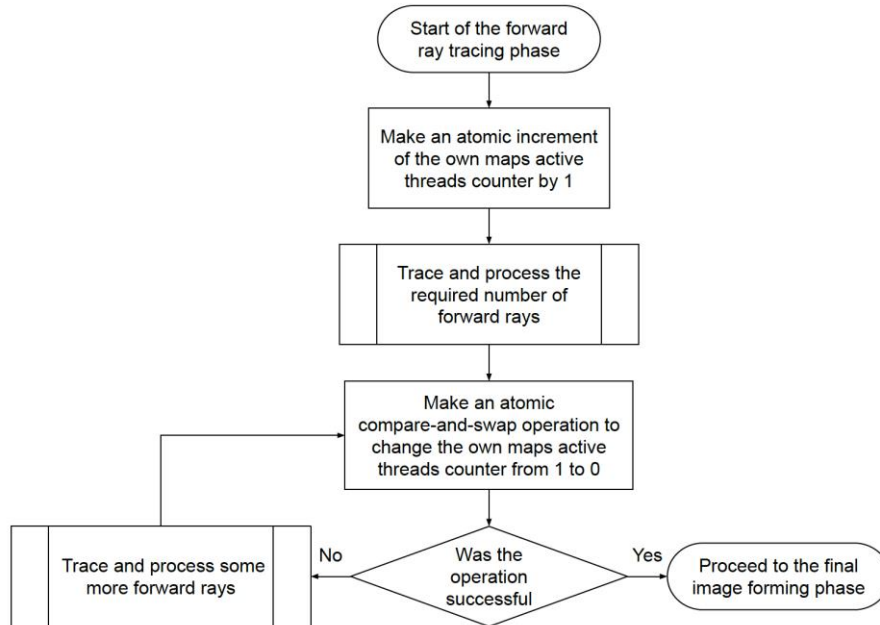 Start of the forward
ray tracing phase
Make an atomic increment
of the own maps active
threads counter by 1
Trace and process the
required number of
forward rays
Make an atomic
compare-and-swap operation to
change the own maps active
threads counter from 1 to 0
Was the
operation
successful
No
Trace and process some
more forward rays
Yes
Proceed to the final
image forming phase